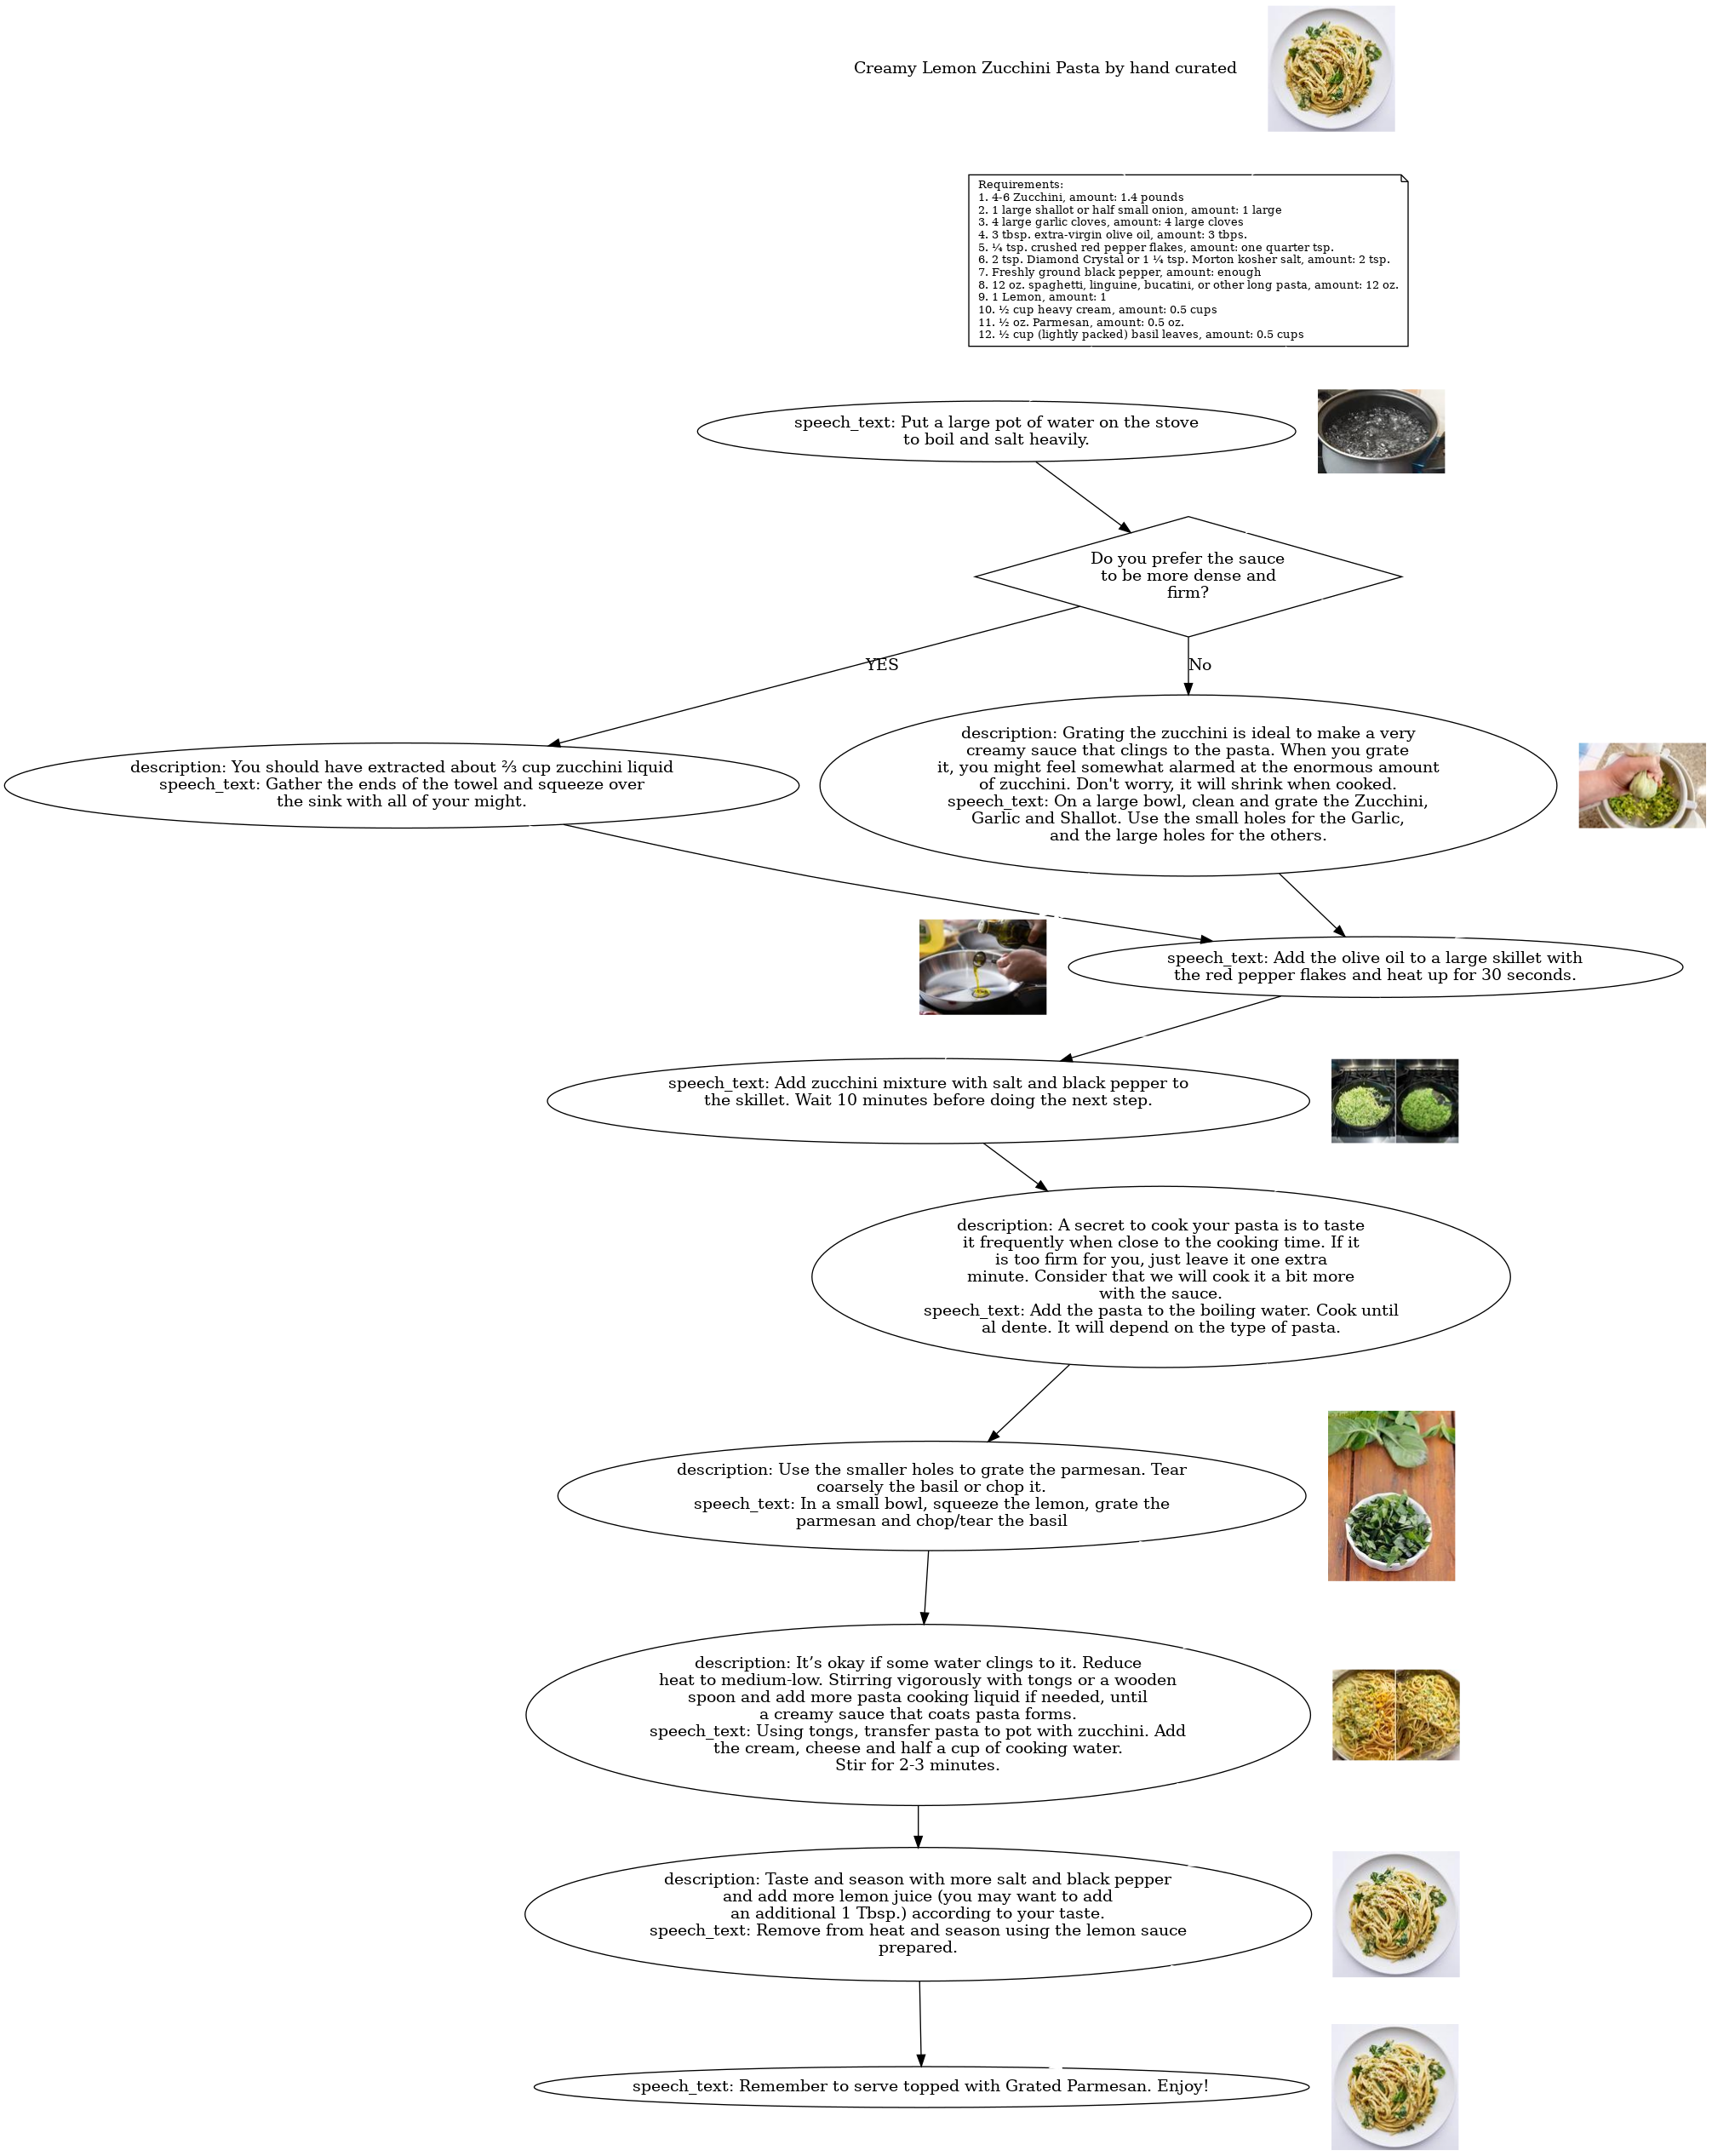 Creamy Lemon Zucchini Pasta by hand curated
Requirements:
1. 4-6 Zucchini, amount: 1.4 pounds
2. 1 large shallot or half small onion, amount: 1 large
3. 4 large garlic cloves, amount: 4 large cloves
4. 3 tbsp. extra-virgin olive oil, amount: 3 tbps.
5. ¼ tsp. crushed red pepper flakes, amount: one quarter tsp.
6. 2 tsp. Diamond Crystal or 1 ¼ tsp. Morton kosher salt, amount: 2 tsp.
7. Freshly ground black pepper, amount: enough
8. 12 oz. spaghetti, linguine, bucatini, or other long pasta, amount: 12 oz.
9. 1 Lemon, amount: 1
10. ½ cup heavy cream, amount: 0.5 cups
11. ½ oz. Parmesan, amount: 0.5 oz.
12. ½ cup (lightly packed) basil leaves, amount: 0.5 cups
speech_text: Put a large pot of water on the stove
to boil and salt heavily.
Do you prefer the sauce
to be more dense and
firm?
YES
No
description: You should have extracted about ⅔ cup zucchini liquid
speech_text: Gather the ends of the towel and squeeze over
the sink with all of your might.
description: Grating the zucchini is ideal to make a very
creamy sauce that clings to the pasta. When you grate
it, you might feel somewhat alarmed at the enormous amount
of zucchini. Don't worry, it will shrink when cooked.
speech_text: On a large bowl, clean and grate the Zucchini,
Garlic and Shallot. Use the small holes for the Garlic,
and the large holes for the others.
speech_text: Add the olive oil to a large skillet with
the red pepper flakes and heat up for 30 seconds.
speech_text: Add zucchini mixture with salt and black pepper to
the skillet. Wait 10 minutes before doing the next step.
description: A secret to cook your pasta is to taste
it frequently when close to the cooking time. If it
is too firm for you, just leave it one extra
minute. Consider that we will cook it a bit more
with the sauce.
speech_text: Add the pasta to the boiling water. Cook until
al dente. It will depend on the type of pasta.
description: Use the smaller holes to grate the parmesan. Tear
coarsely the basil or chop it.
speech_text: In a small bowl, squeeze the lemon, grate the
parmesan and chop/tear the basil
description: It’s okay if some water clings to it. Reduce
heat to medium-low. Stirring vigorously with tongs or a wooden
spoon and add more pasta cooking liquid if needed, until
a creamy sauce that coats pasta forms.
speech_text: Using tongs, transfer pasta to pot with zucchini. Add
the cream, cheese and half a cup of cooking water.
Stir for 2-3 minutes.
description: Taste and season with more salt and black pepper
and add more lemon juice (you may want to add
an additional 1 Tbsp.) according to your taste.
speech_text: Remove from heat and season using the lemon sauce
prepared.
speech_text: Remember to serve topped with Grated Parmesan. Enjoy!